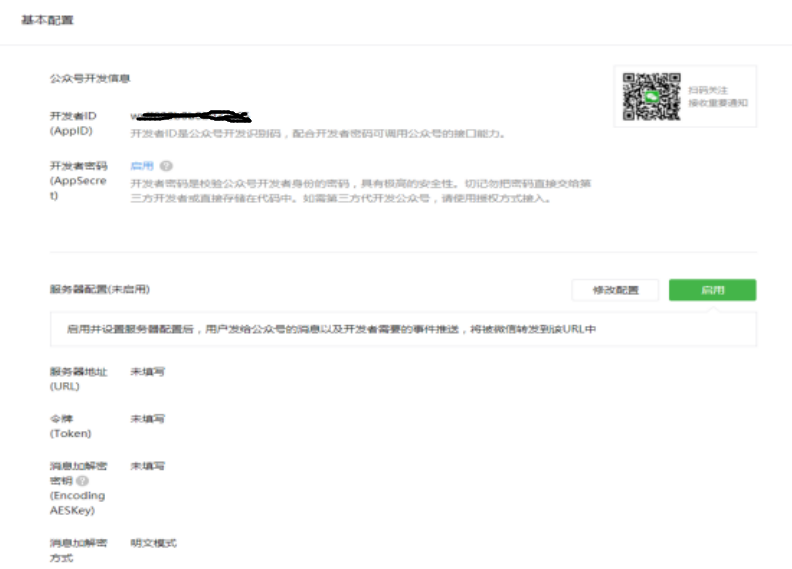 基本配置
公众号开发信息
扫码关注
接收重要通知
开发者ID
(AppID)
开发者ID是公众号开发识别码，配合开发者密码可调用公众号的接口能力。
开发者密码
(AppSecre
t)
启用
开发者密码是校验公众号开发者身份的密码，具有极高的安全性。切记勿把密码直接交给第
三方开发者或直接存储在代码中。如需第三方代开发公众号，请使用授权方式接入。
服务器配置(未启用)
修改配置
启用
启用并设置服务器配置后，用户发给公众号的消息以及开发者需要的事件推送，将被微信转发到该URL中
服务器地址
(URL)
未填写
令牌
(Token)
未填写
消息加解密
密钥
(Encoding
AESKey)
未填写
消息加解密
方式
明文模式